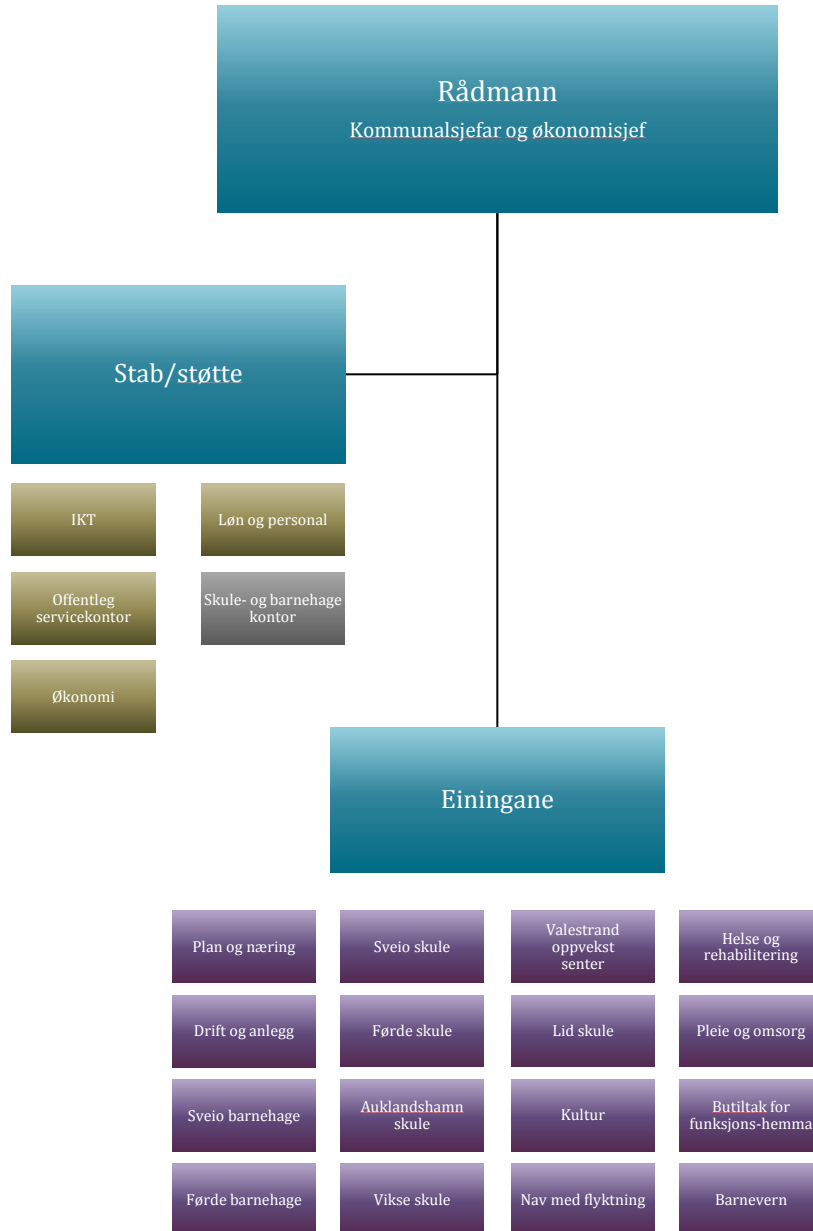 Rådmann
Kommunalsjefar og økonomisjef
Stab/støtte
IKT
Løn og personal
Offentleg
servicekontor
Skule- og barnehage
kontor
Økonomi
Einingane
Plan og næring
Sveio skule
Valestrand
oppvekst
senter
Helse og
rehabilitering
Drift og anlegg
Førde skule
Lid skule
Pleie og omsorg
Sveio barnehage
Auklandshamn
skule
Kultur
Butiltak for
funksjons-hemma
Førde barnehage
Vikse skule
Nav med flyktning
Barnevern